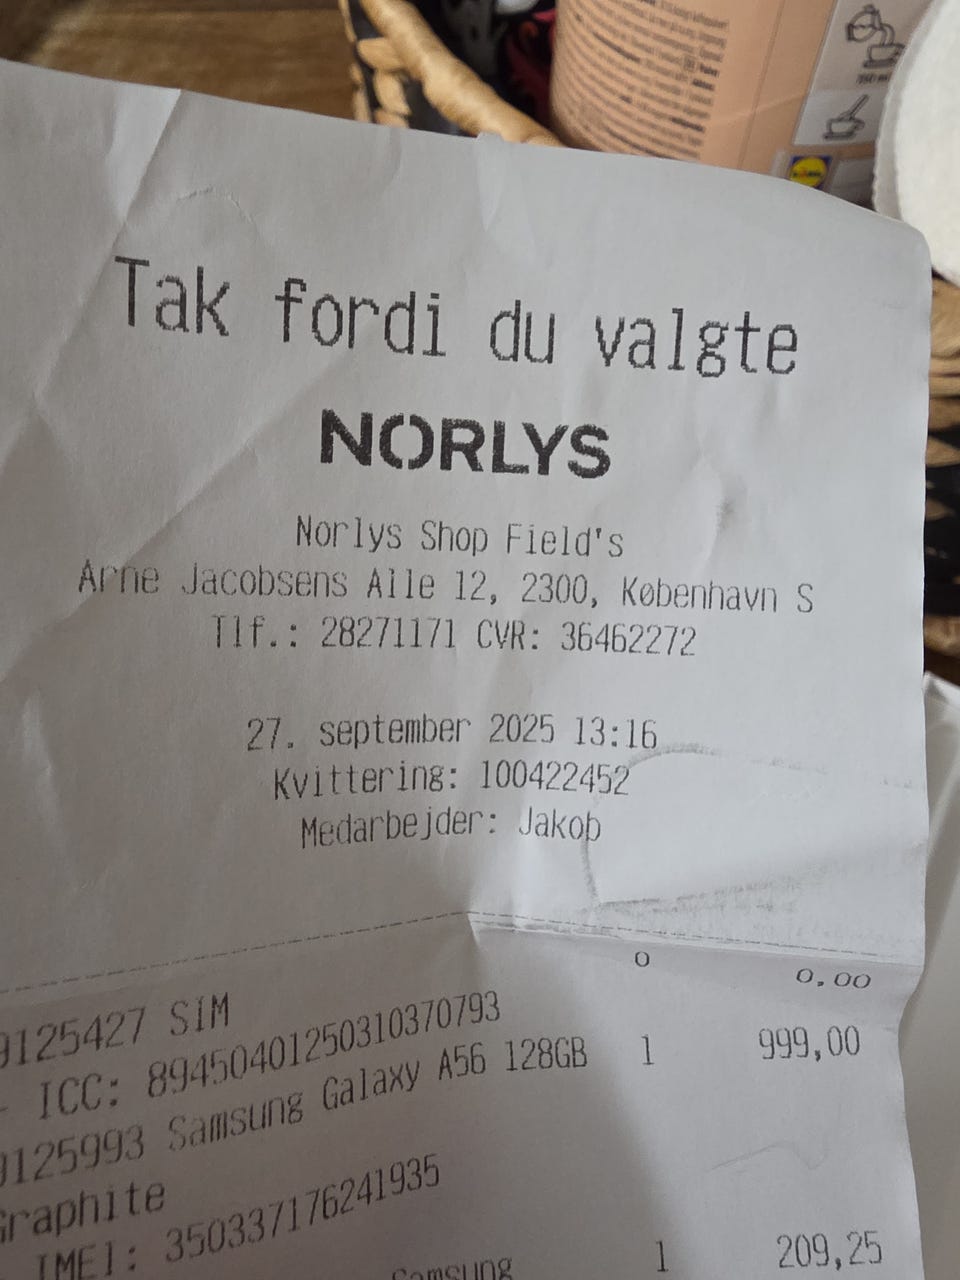 Tak fordi du valgte
NORLYS
Norlys Shop Field's
Arne Jacobsens Alle 12, 2300, København S
Tlf.: 28271171 CVR: 36462272
27. september 2025 13:16
Kvittering: 100422452
Medarbejder: Jakob
9125427 SIM 0 0,00
- ICC: 89450401250310370793
9125993 Samsung Galaxy A56 128GB 1 999,00
Graphite
IMEI: 350337176241935
Samsung 1 209,25